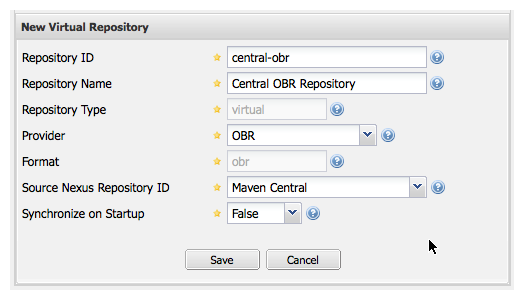 New Virtual Repository
Repository ID central-obr
Repository Name Central OBR Repository
Repository Type virtual
Provider OBR
Format obr
Source Nexus Repository ID Maven Central
Synchronize on Startup False
Save Cancel